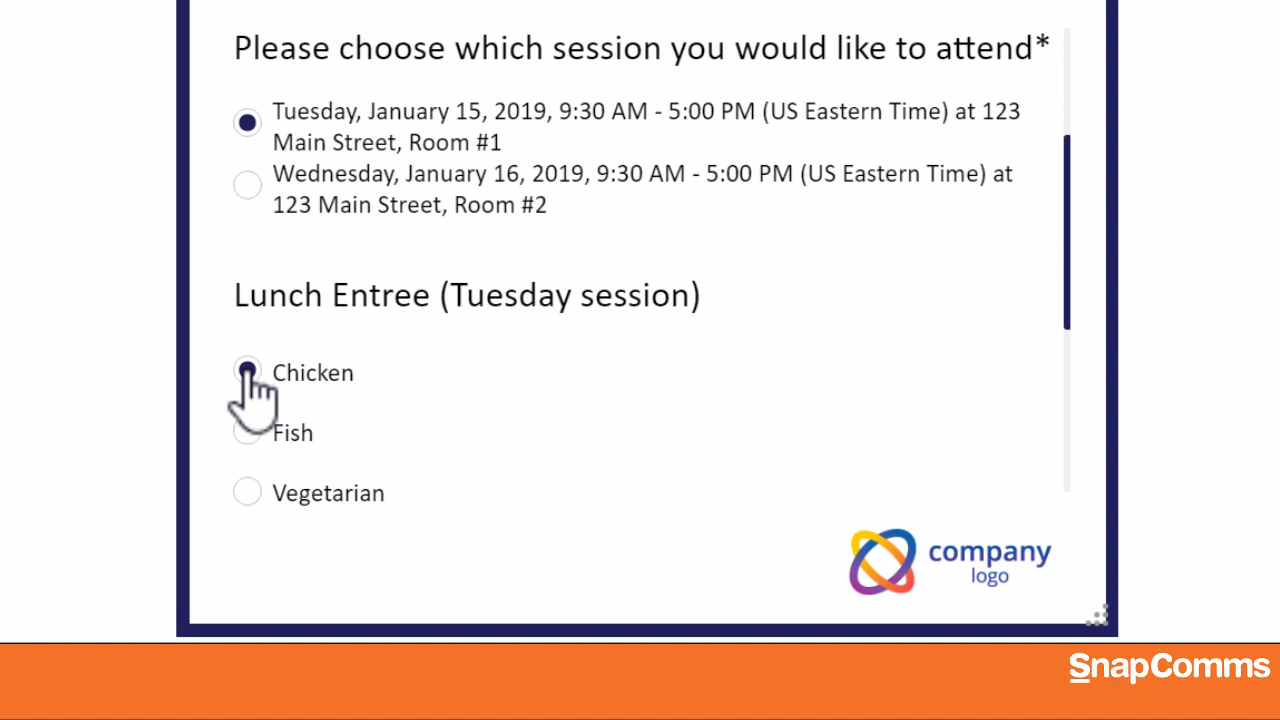 Please choose which session you would like to attend*
Tuesday, January 15, 2019, 9:30 AM - 5:00 PM (US Eastern Time) at 123
Main Street, Room #1
Wednesday, January 16, 2019, 9:30 AM - 5:00 PM (US Eastern Time) at
123 Main Street, Room #2
Lunch Entree (Tuesday session)
Chicken
Fish
Vegetarian
company
logo
SnapComms